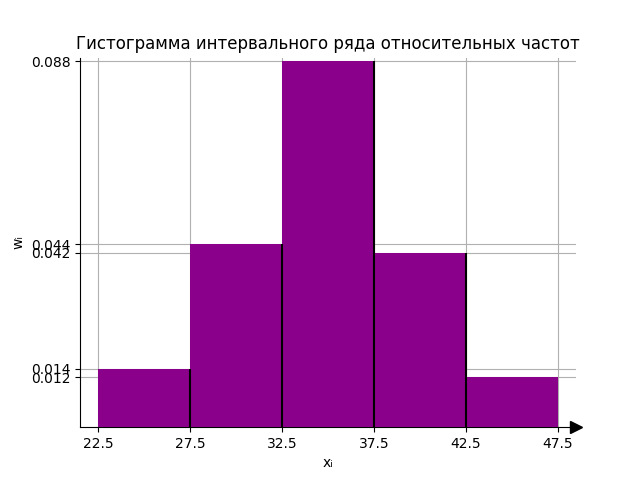 Гистограмма интервального ряда относительных частот
0.088
0.044
0.042
0.014
0.012
wᵢ
22.5 27.5 32.5 37.5 42.5 47.5
xᵢ